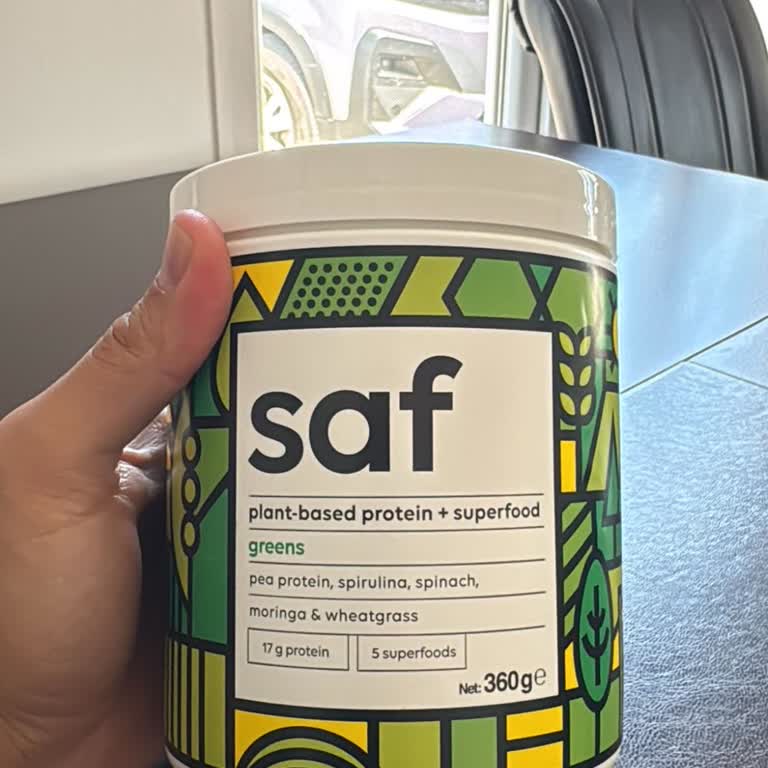 saf
plant-based protein + superfood
greens
pea protein, spirulina, spinach,
moringa & wheatgrass
17 g protein
5 superfoods
Net: 360g℮